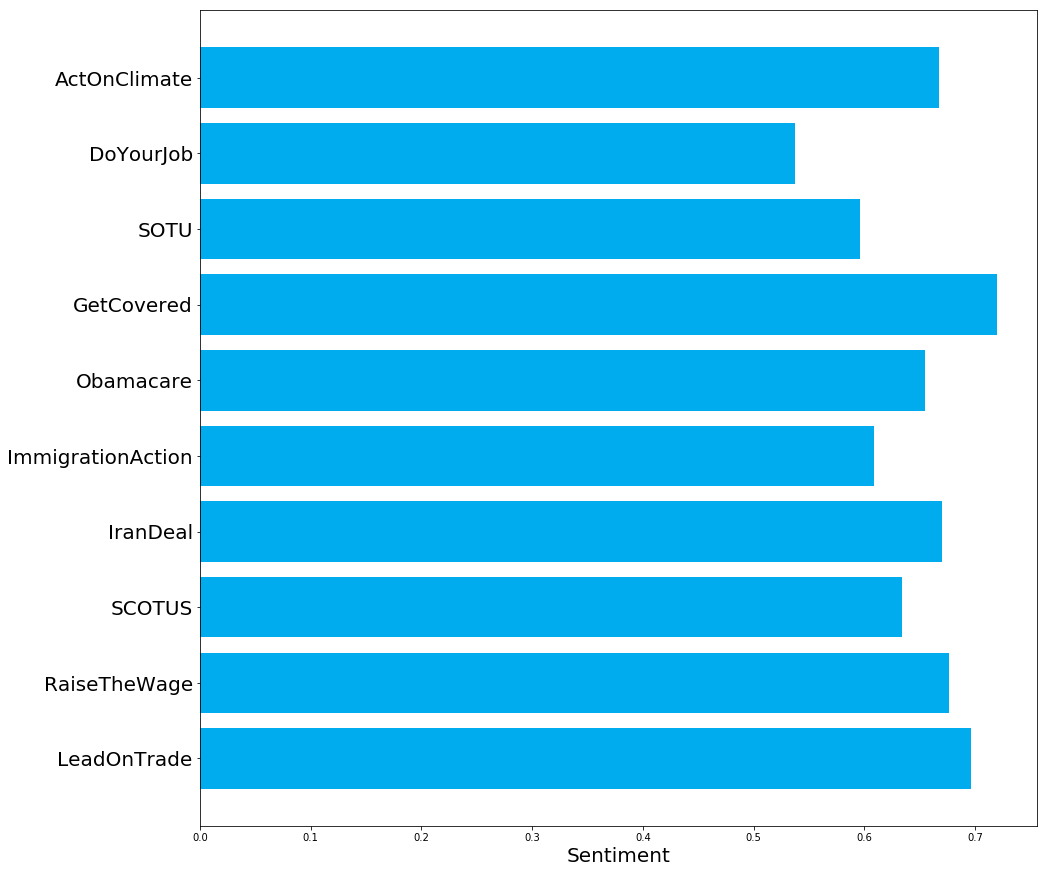 ActOnClimate
DoYourJob
SOTU
GetCovered
Obamacare
ImmigrationAction
IranDeal
SCOTUS
RaiseTheWage
LeadOnTrade
0.0 0.1 0.2 0.3 0.4 0.5 0.6 0.7
Sentiment